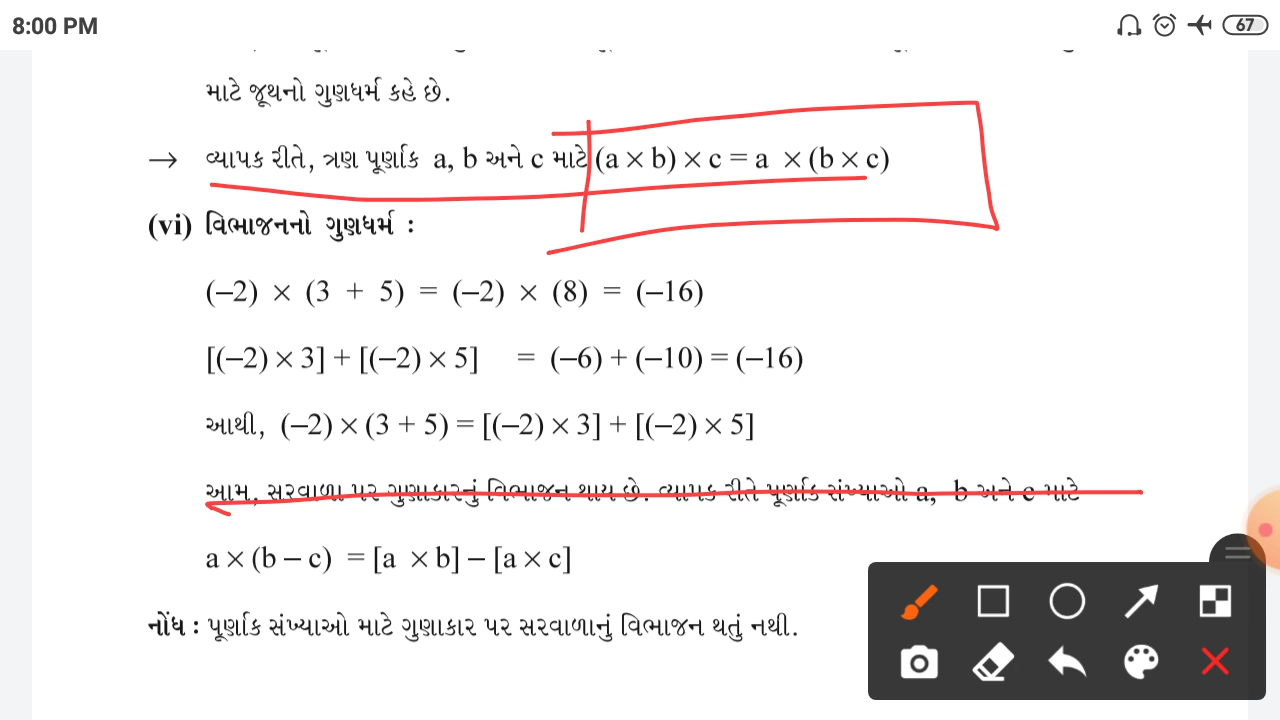 8:00 PM
67
માટે જૂથનો ગુણધર્મ કહે છે.
→ વ્યાપક રીતે, ત્રણ પૂર્ણાંક a, b અને c માટે (a × b) × c = a × (b × c)
(vi) વિભાજનનો ગુણધર્મ :
(–2) × (3 + 5) = (–2) × (8) = (–16)
[(–2) × 3] + [(–2) × 5] = (–6) + (–10) = (–16)
આથી, (–2) × (3 + 5) = [(–2) × 3] + [(–2) × 5]
આમ, સરવાળા પર ગુણાકારનું વિભાજન થાય છે. વ્યાપક રીતે પૂર્ણાંક સંખ્યાઓ a, b અને c માટે
a × (b – c) = [a × b] – [a × c]
નોંધ : પૂર્ણાંક સંખ્યાઓ માટે ગુણાકાર પર સરવાળાનું વિભાજન થતું નથી.